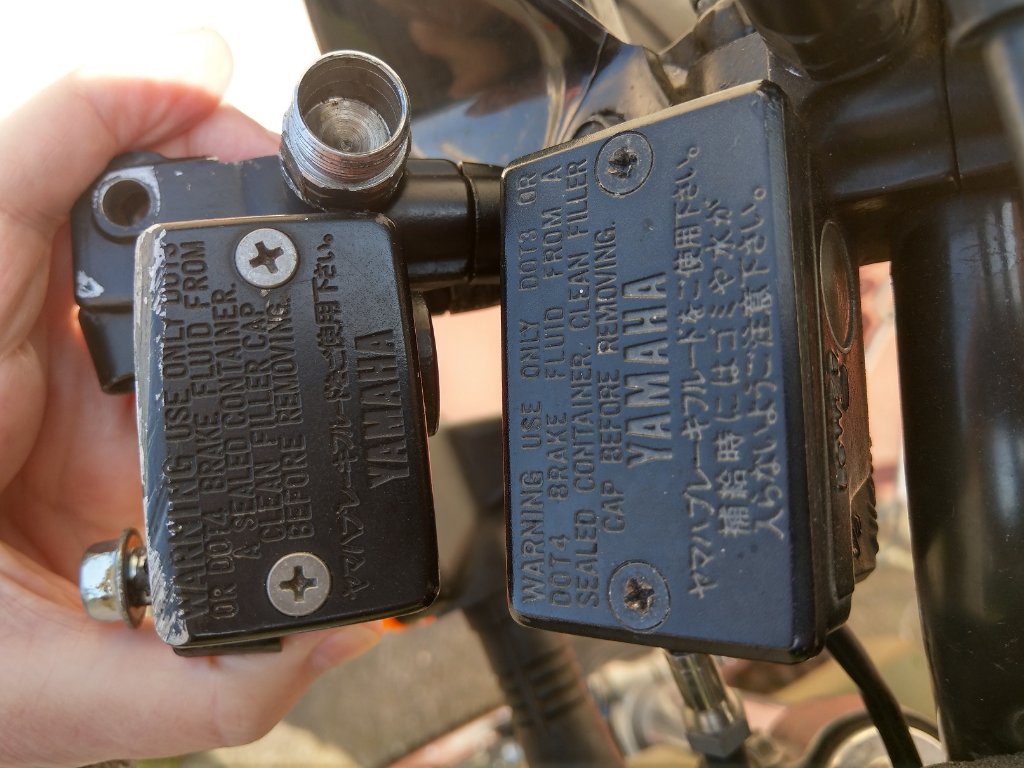 WARNING USE ONLY DOT3
OR DOT4 BRAKE FLUID FROM
A SEALED CONTAINER.
CLEAN FILLER CAP
BEFORE REMOVING.
ヤマハブレーキフルードをご使用下さい。
YAMAHA
WARNING USE ONLY DOT3 OR
DOT4 BRAKE FLUID FROM A
SEALED CONTAINER. CLEAN FILLER
CAP BEFORE REMOVING.
YAMAHA
ヤマハブレーキフルードをご使用下さい。
補給時にはゴミや水が
入らないようご注意下さい。